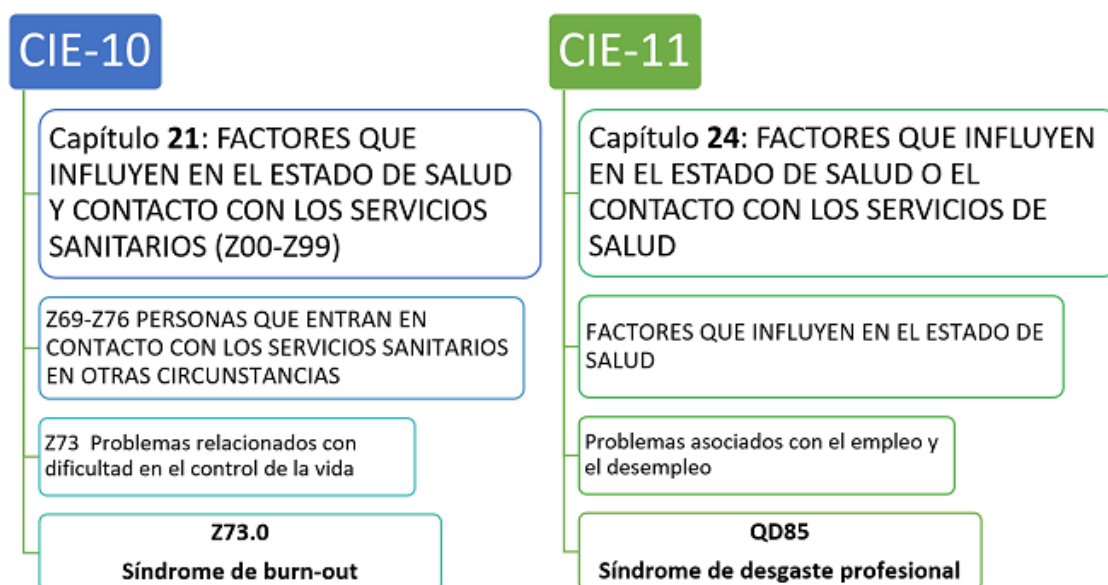 CIE-10
Capítulo 21: FACTORES QUE
INFLUYEN EN EL ESTADO DE SALUD
Y CONTACTO CON LOS SERVICIOS
SANITARIOS (Z00-Z99)
Z69-Z76 PERSONAS QUE ENTRAN EN
CONTACTO CON LOS SERVICIOS SANITARIOS
EN OTRAS CIRCUNSTANCIAS
Z73 Problemas relacionados con
dificultad en el control de la vida
Z73.0
Síndrome de burn-out
CIE-11
Capítulo 24: FACTORES QUE INFLUYEN
EN EL ESTADO DE SALUD O EL
CONTACTO CON LOS SERVICIOS DE
SALUD
FACTORES QUE INFLUYEN EN EL ESTADO DE
SALUD
Problemas asociados con el empleo y
el desempleo
QD85
Síndrome de desgaste profesional